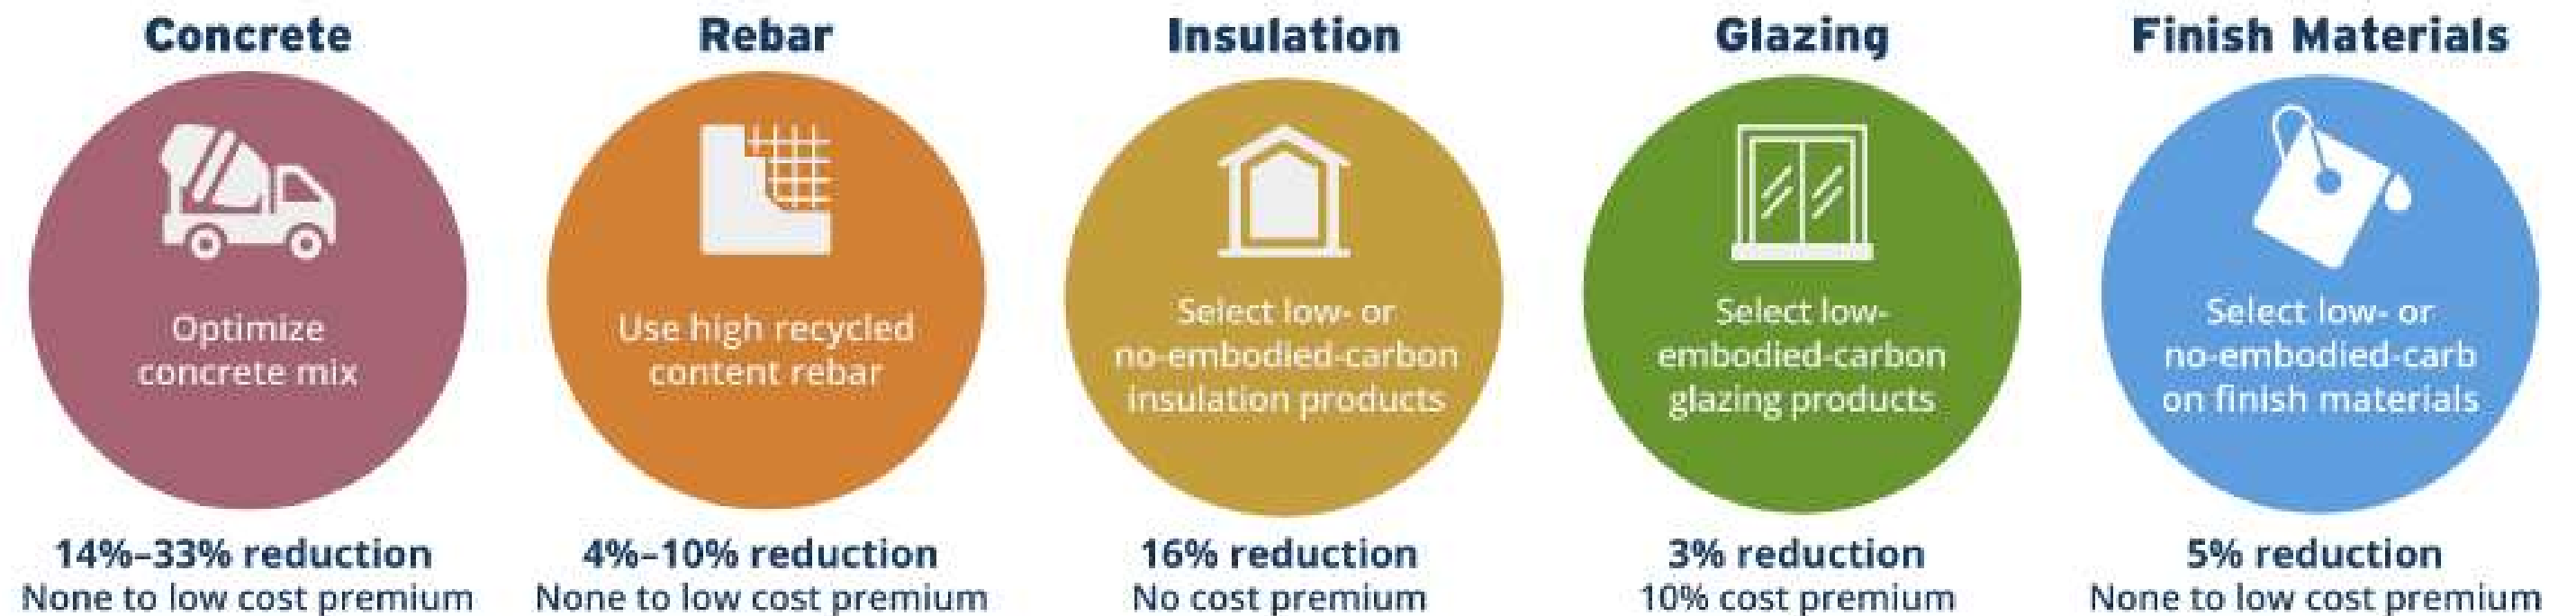 Concrete
Optimize
concrete mix
14%–33% reduction
None to low cost premium
Rebar
Use high recycled
content rebar
4%–10% reduction
None to low cost premium
Insulation
Select low- or
no-embodied-carbon
insulation products
16% reduction
No cost premium
Glazing
Select low-
embodied-carbon
glazing products
3% reduction
10% cost premium
Finish Materials
Select low- or
no-embodied-carb
on finish materials
5% reduction
None to low cost premium